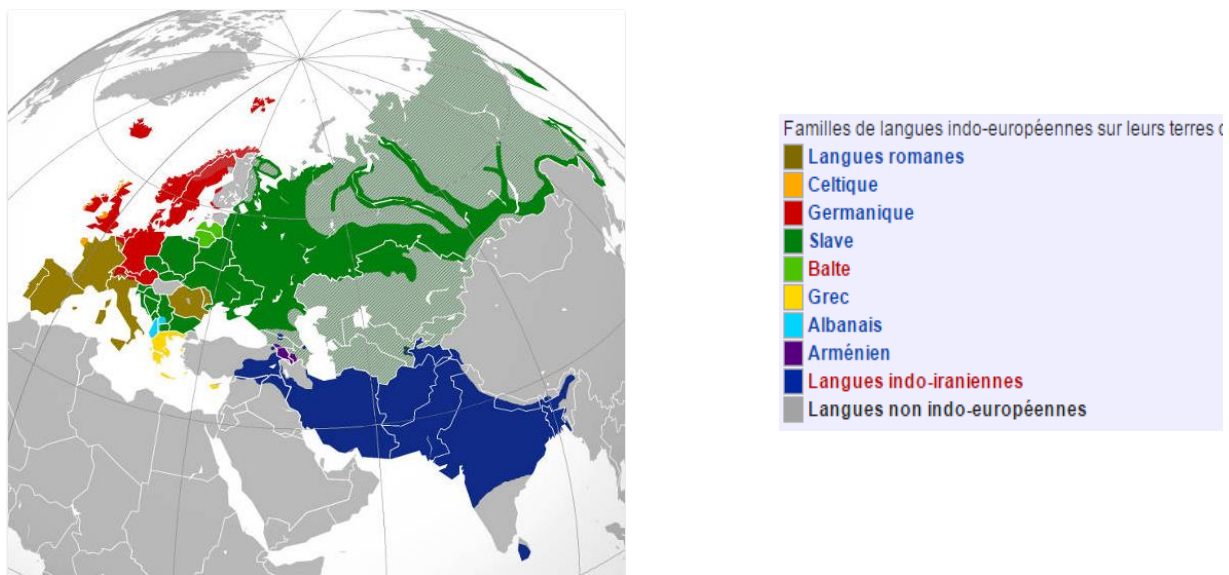 Familles de langues indo-européennes sur leurs terres
Langues romanes
Celtique
Germanique
Slave
Balte
Grec
Albanais
Arménien
Langues indo-iraniennes
Langues non indo-européennes